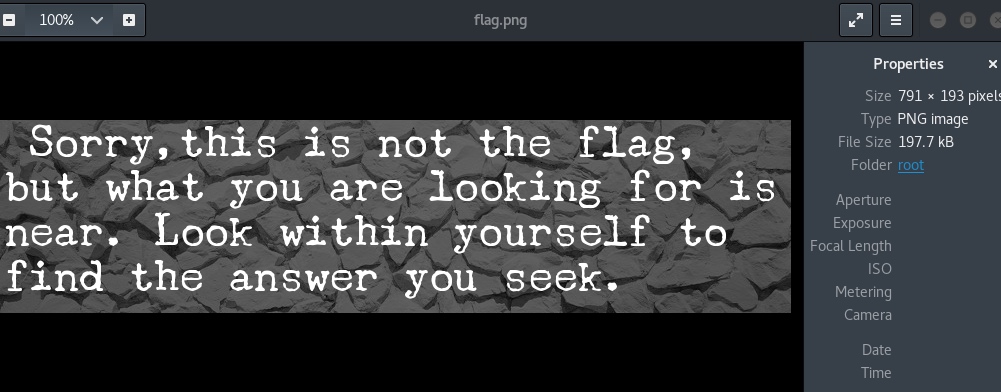 100%
flag.png
Properties
Size 791 × 193 pixels
Type PNG image
File Size 197.7 kB
Folder root
Aperture
Exposure
Focal Length
ISO
Metering
Camera
Date
Time
Sorry,this is not the flag,
but what you are looking for is
near. Look within yourself to
find the answer you seek.